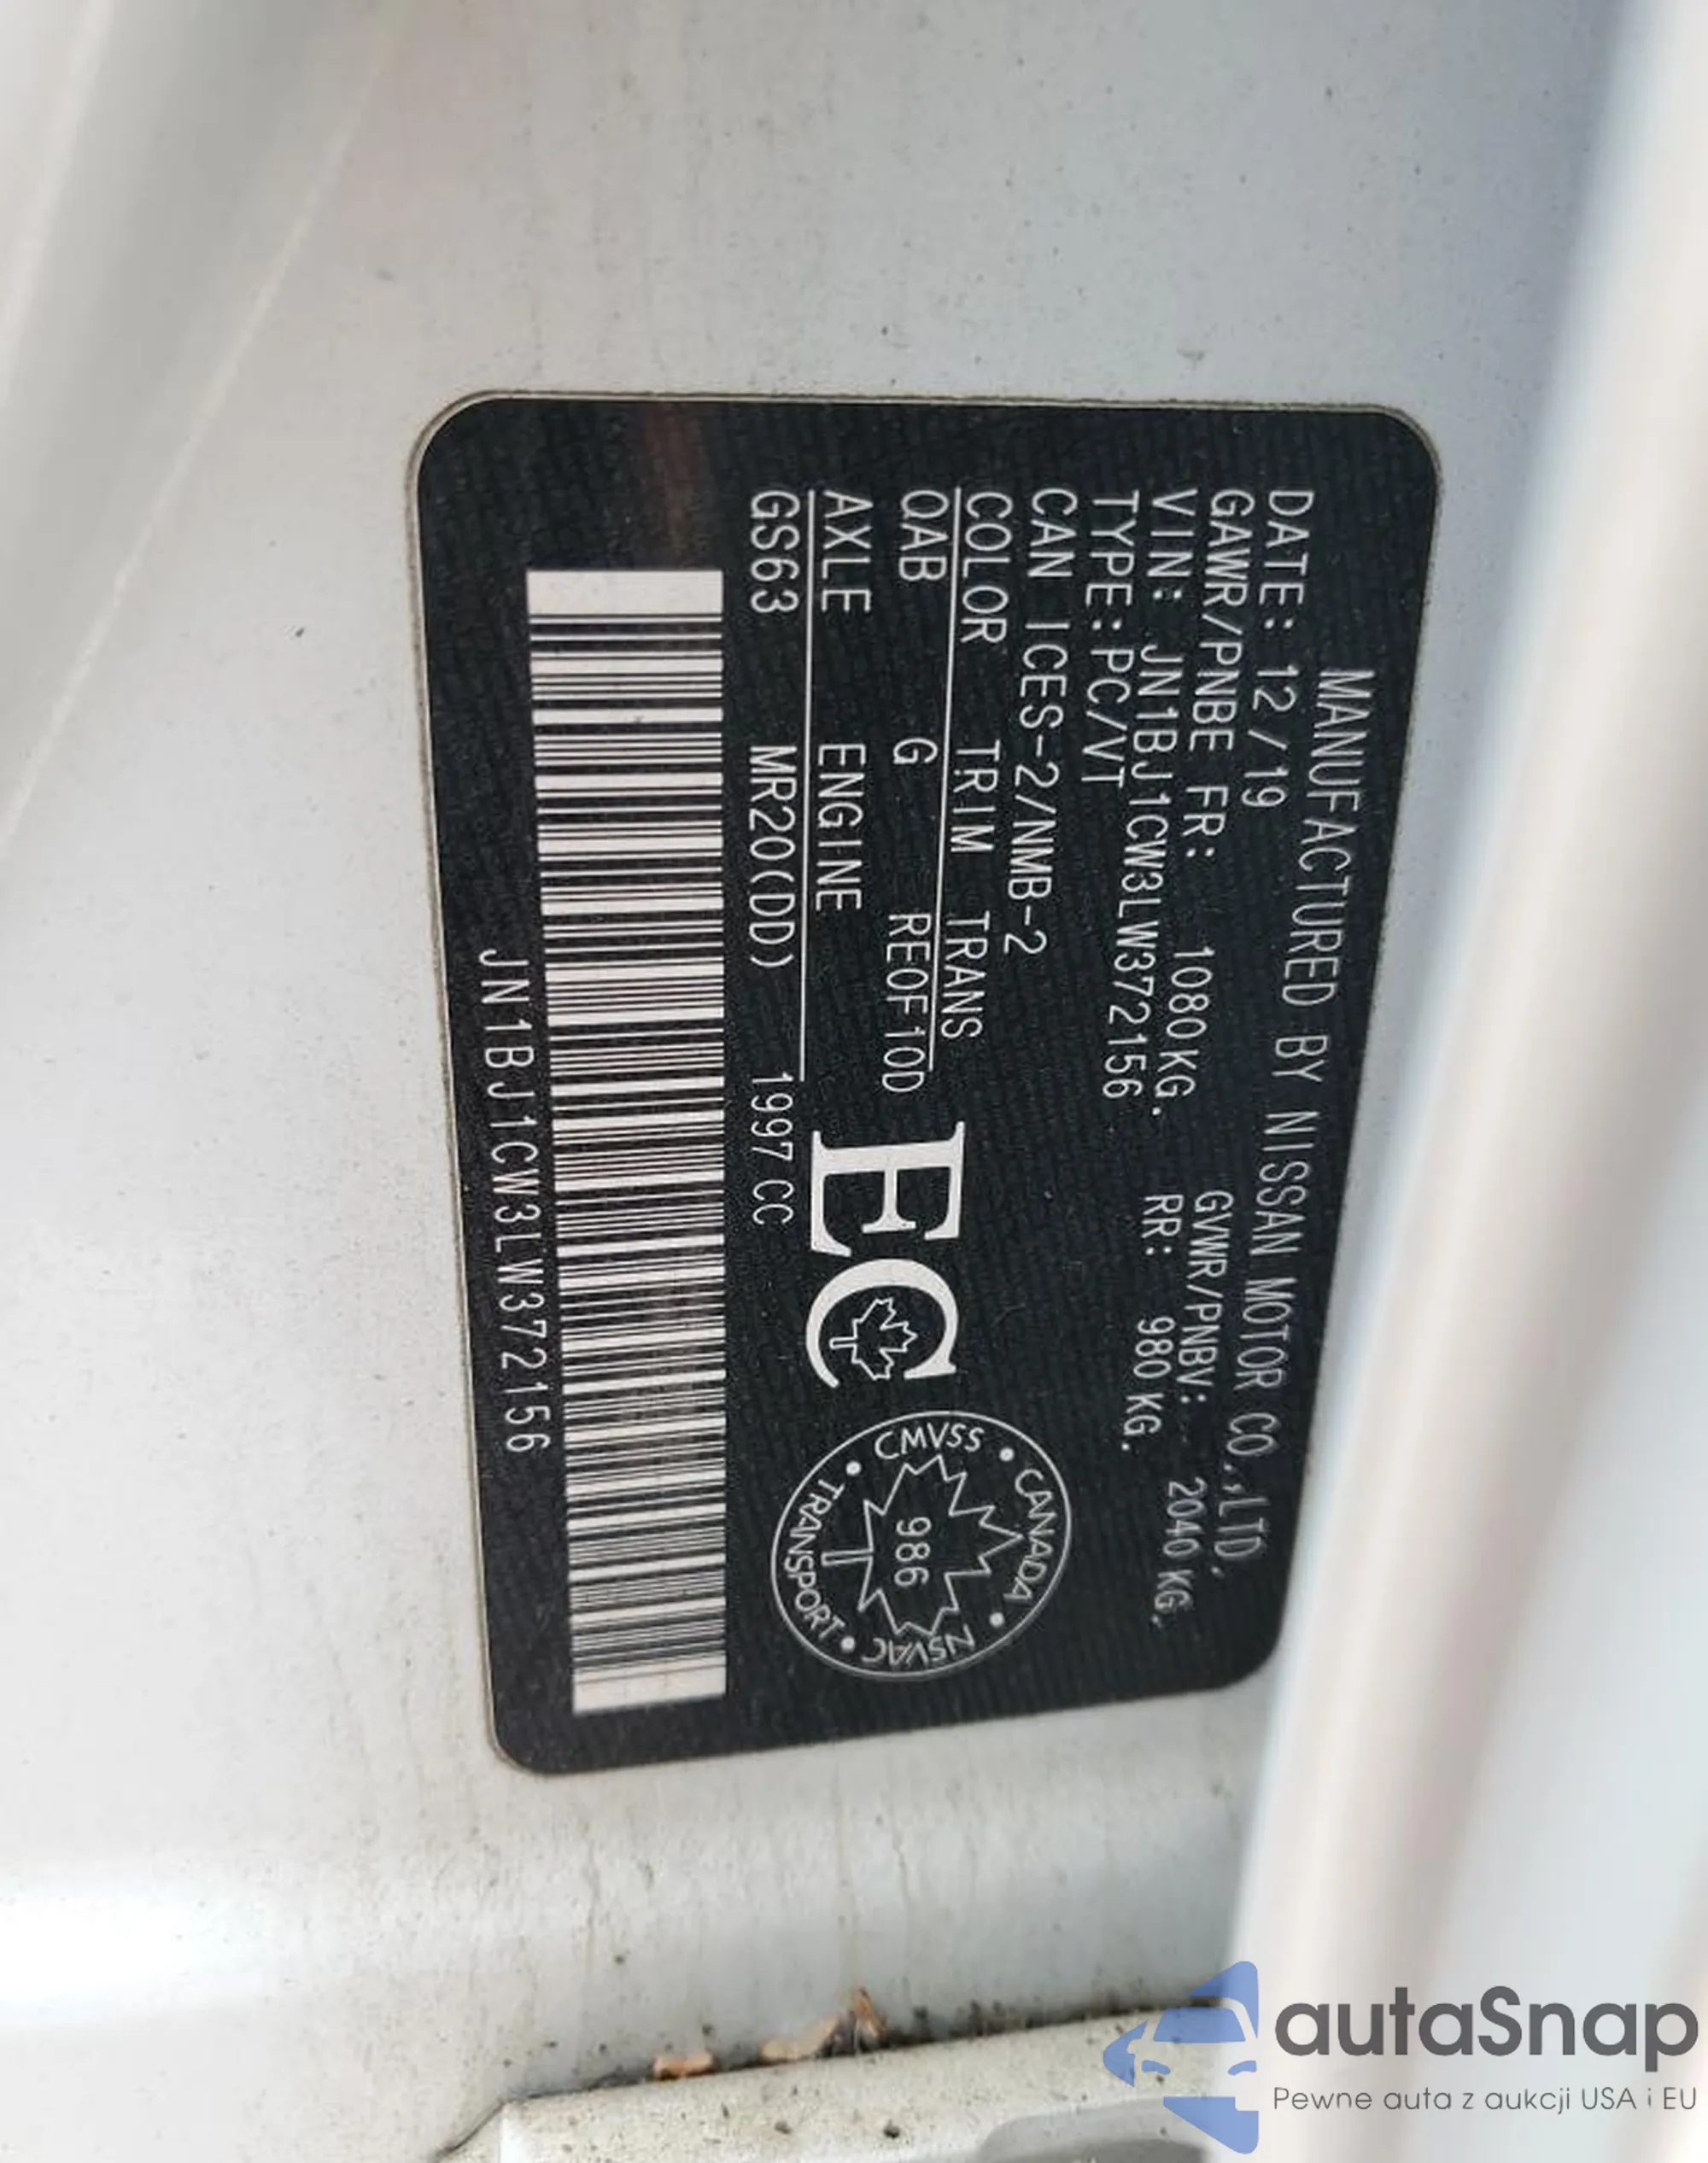 MANUFACTURED BY NISSAN MOTOR CO.,LTD.
DATE: 12/19 GVWR/PNBV: 2040 KG.
GAWR/PNBE FR: 1080KG. RR: 980 KG.
VIN: JN1BJ1CW3LW372156
TYPE:PC/VT
CAN ICES-2/NMB-2
COLOR TRIM TRANS
QAB G RE0F10D
AXLE ENGINE
GS63 MR20(DD) 1997 CC
EC
CMVSS • CANADA • NSVAC • TRANSPORT •
986
JN1BJ1CW3LW372156
autaSnap
Pewne auta z aukcji USA i EU